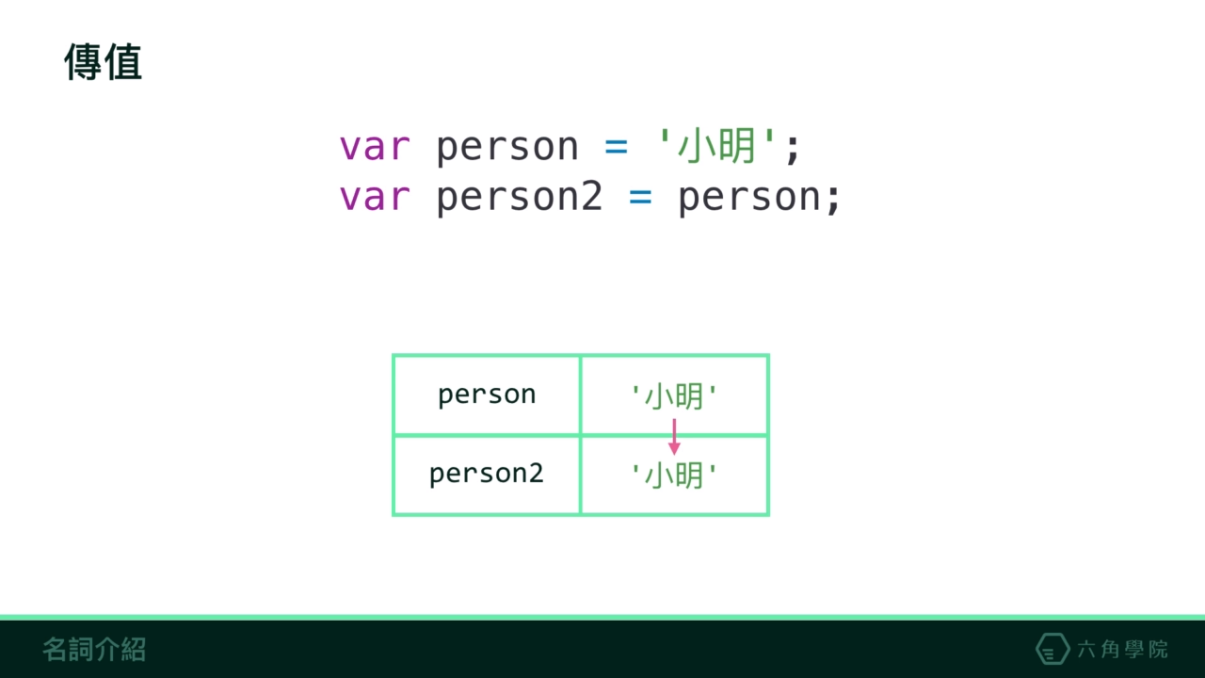 傳值
var person = '小明';
var person2 = person;
person '小明'
person2 '小明'
名詞介紹
六角學院